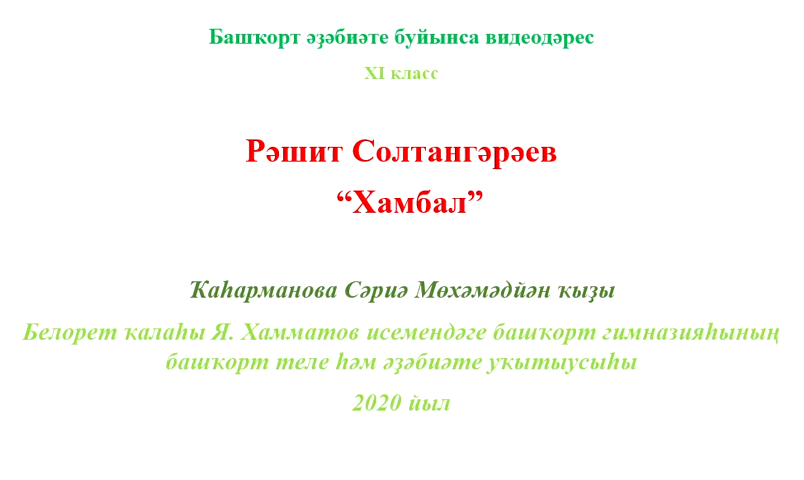 Башҡорт әҙәбиәте буйынса видеодәрес
XI класс
Рәшит Солтангәрәев
“Хамбал”
Ҡаһарманова Сәриә Мөхәмәдйән ҡыҙы
Белорет ҡалаһы Я. Хамматов исемендәге башҡорт гимназияһының
башҡорт теле һәм әҙәбиәте уҡытыусыһы
2020 йыл